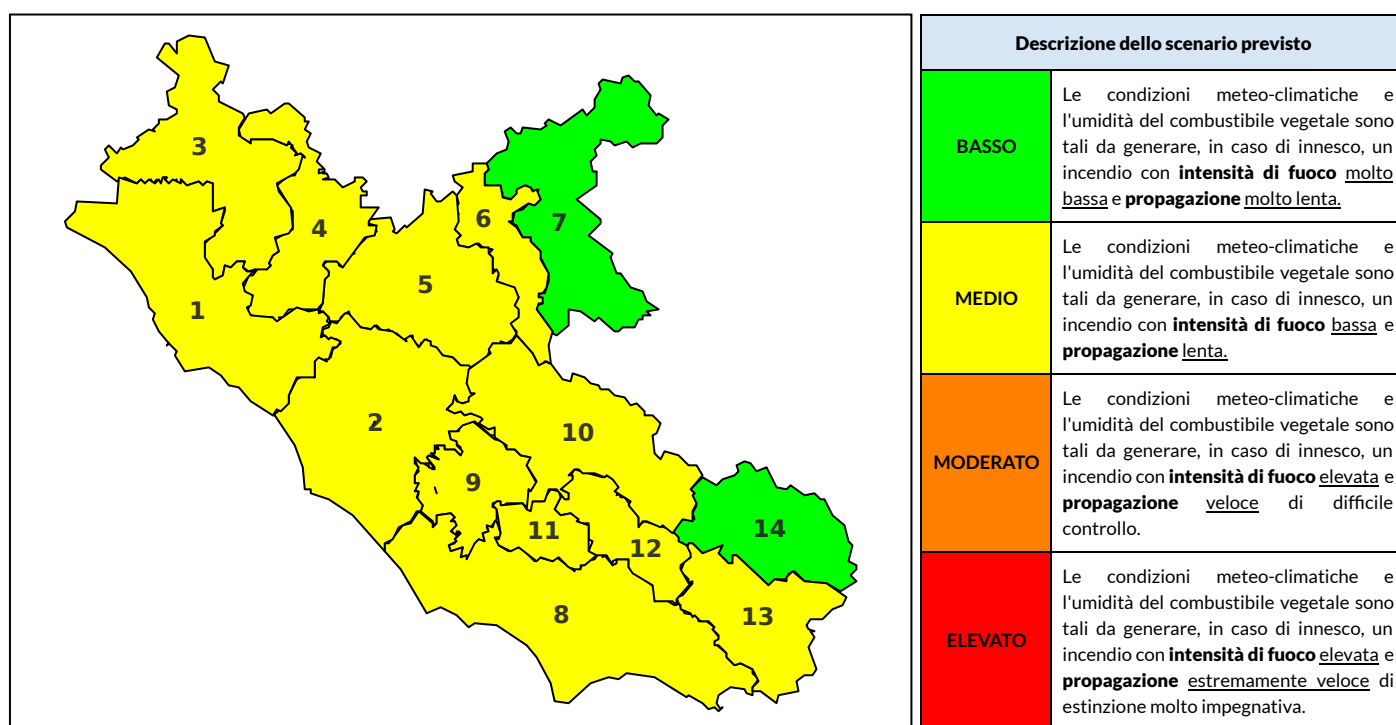 3
4
6
7
5
1
2
10
9
11
12
14
8
13
Descrizione dello scenario previsto
BASSO
Le condizioni meteo-climatiche e
l'umidità del combustibile vegetale sono
tali da generare, in caso di innesco, un
incendio con intensità di fuoco molto
bassa e propagazione molto lenta.
MEDIO
Le condizioni meteo-climatiche e
l'umidità del combustibile vegetale sono
tali da generare, in caso di innesco, un
incendio con intensità di fuoco bassa e
propagazione lenta.
MODERATO
Le condizioni meteo-climatiche e
l'umidità del combustibile vegetale sono
tali da generare, in caso di innesco, un
incendio con intensità di fuoco elevata e
propagazione veloce di difficile
controllo.
ELEVATO
Le condizioni meteo-climatiche e
l'umidità del combustibile vegetale sono
tali da generare, in caso di innesco, un
incendio con intensità di fuoco elevata e
propagazione estremamente veloce di
estinzione molto impegnativa.